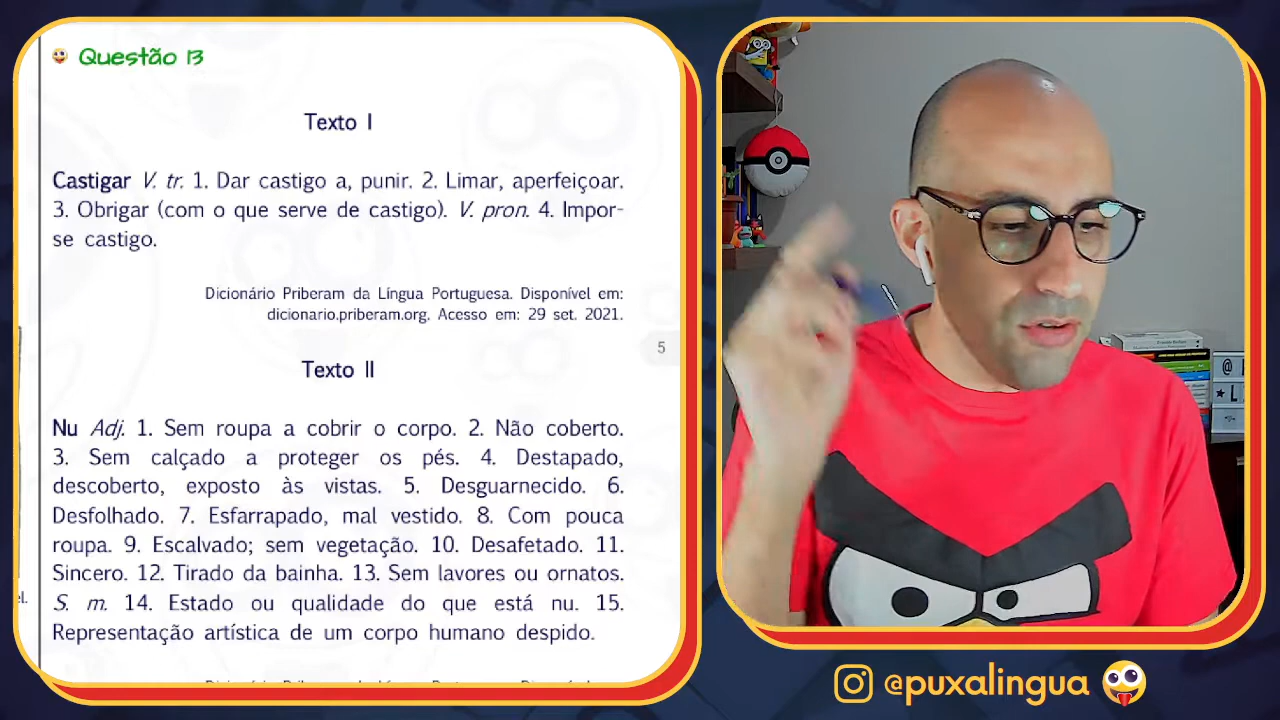 Questão 13
Texto I
Castigar V. tr. 1. Dar castigo a, punir. 2. Limar, aperfeiçoar.
3. Obrigar (com o que serve de castigo). V. pron. 4. Impor-
se castigo.
Dicionário Priberam da Língua Portuguesa. Disponível em:
dicionario.priberam.org. Acesso em: 29 set. 2021.
5
Texto II
Nu Adj. 1. Sem roupa a cobrir o corpo. 2. Não coberto.
3. Sem calçado a proteger os pés. 4. Destapado,
descoberto, exposto às vistas. 5. Desguarnecido. 6.
Desfolhado. 7. Esfarrapado, mal vestido. 8. Com pouca
roupa. 9. Escalvado; sem vegetação. 10. Desafetado. 11.
Sincero. 12. Tirado da bainha. 13. Sem lavores ou ornatos.
S. m. 14. Estado ou qualidade do que está nu. 15.
Representação artística de um corpo humano despido.
@puxalingua